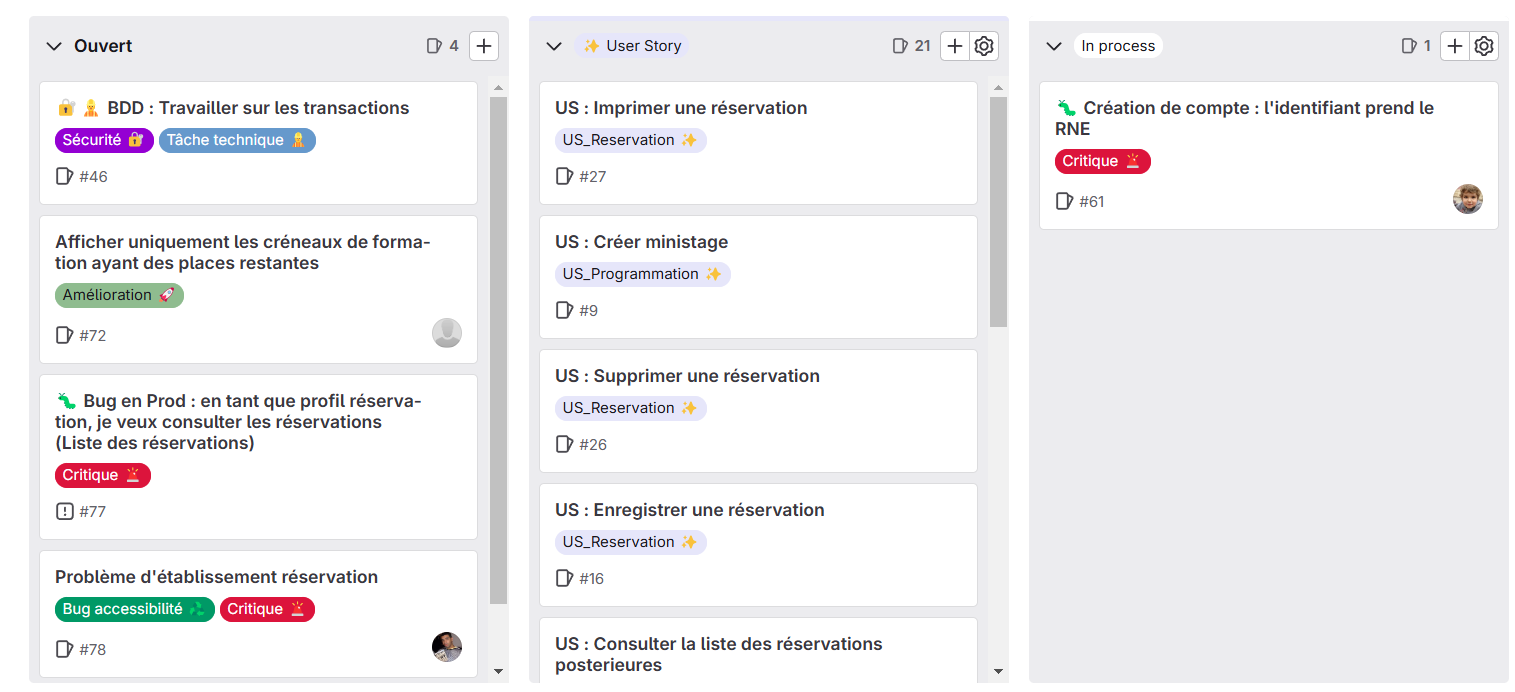 Ouvert
4
BDD : Travailler sur les transactions
Sécurité
Tâche technique
#46
Afficher uniquement les créneaux de forma-
tion ayant des places restantes
Amélioration
#72
Bug en Prod : en tant que profil réserva-
tion, je veux consulter les réservations
(Liste des réservations)
Critique
#77
Problème d'établissement réservation
Bug accessibilité
Critique
#78
User Story
21
US : Imprimer une réservation
US_Reservation
#27
US : Créer ministage
US_Programmation
#9
US : Supprimer une réservation
US_Reservation
#26
US : Enregistrer une réservation
US_Reservation
#16
US : Consulter la liste des réservations
posterieures
In process
1
Création de compte : l'identifiant prend le
RNE
Critique
#61